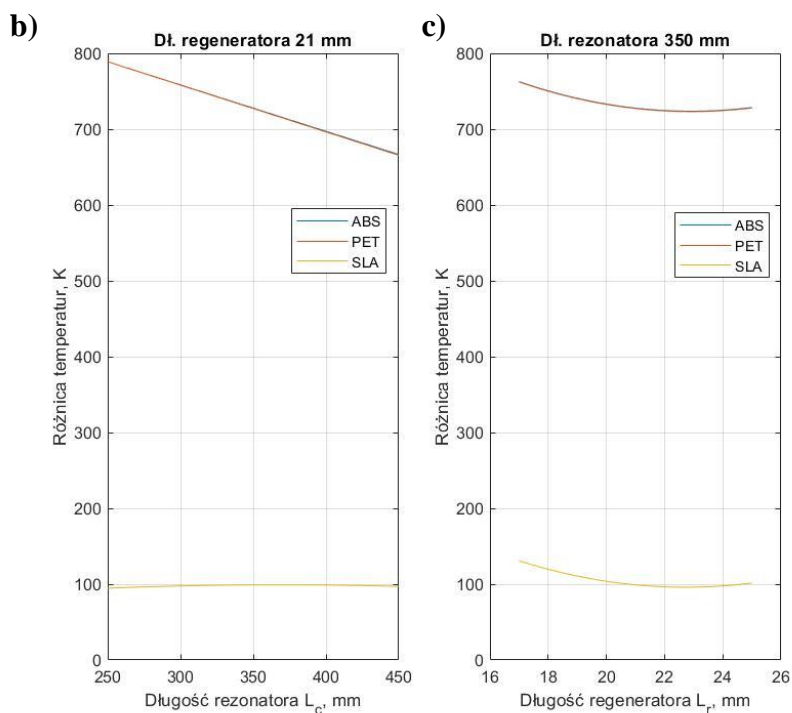 b)
Dł. regeneratora 21 mm
800
700
600
500
400
300
200
100
0
250 300 350 400 450
Różnica temperatur, K
Długość rezonatora L_c, mm
ABS
PET
SLA
c)
Dł. rezonatora 350 mm
800
700
600
500
400
300
200
100
0
16 18 20 22 24 26
Różnica temperatur, K
Długość regeneratora L_r, mm
ABS
PET
SLA